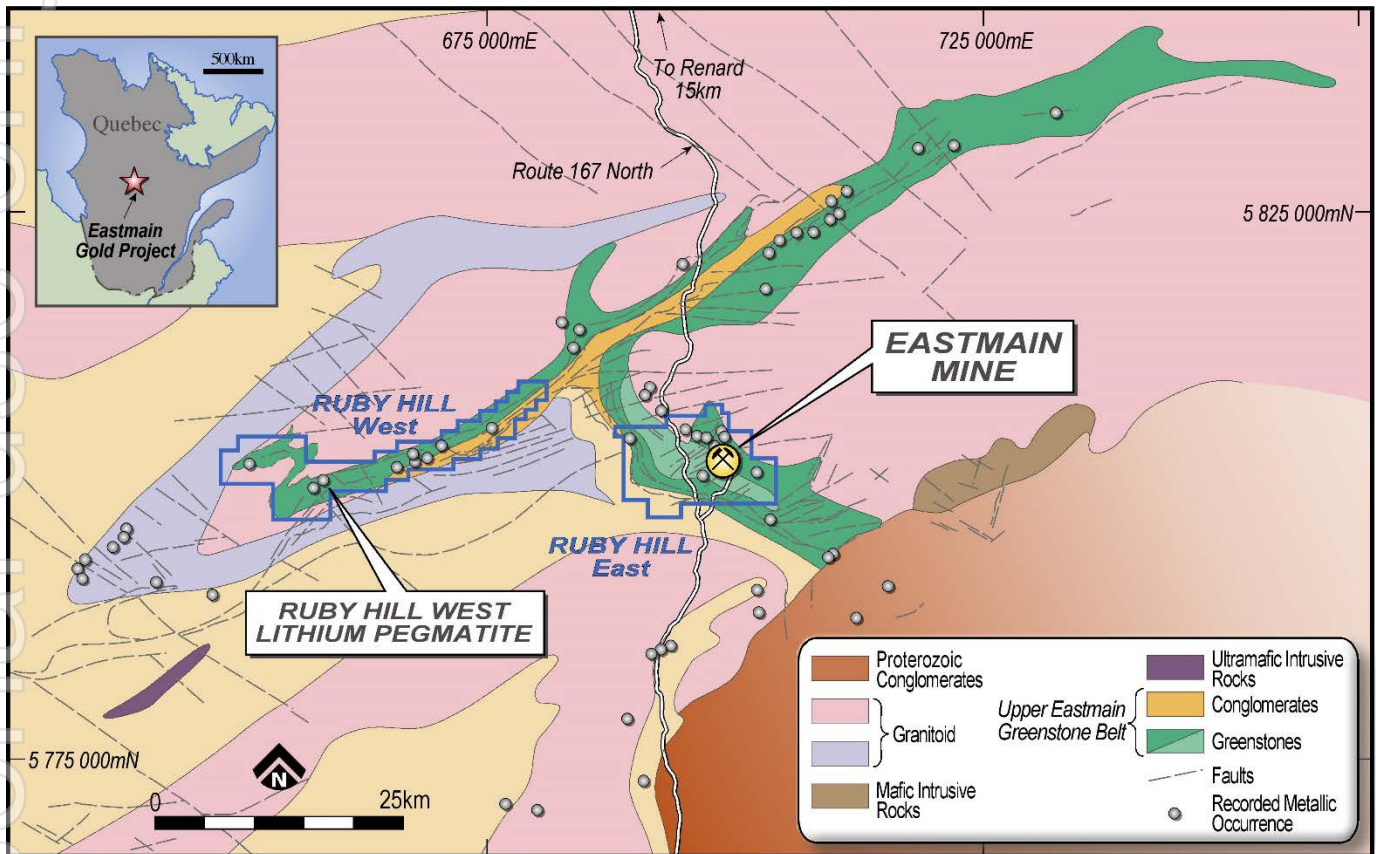 675 000mE
725 000mE
To Renard
15km
500km
Quebec
Route 167 North
Eastmain
Gold Project
5 825 000mN
EASTMAIN
MINE
RUBY HILL
West
RUBY HILL
East
RUBY HILL WEST
LITHIUM PEGMATITE
5 775 000mN
N
0
25km
Proterozoic
Conglomerates
Granitoid
Mafic Intrusive
Rocks
Ultramafic Intrusive
Rocks
Upper Eastmain
Greenstone Belt
Conglomerates
Greenstones
Faults
Recorded Metallic
Occurrence